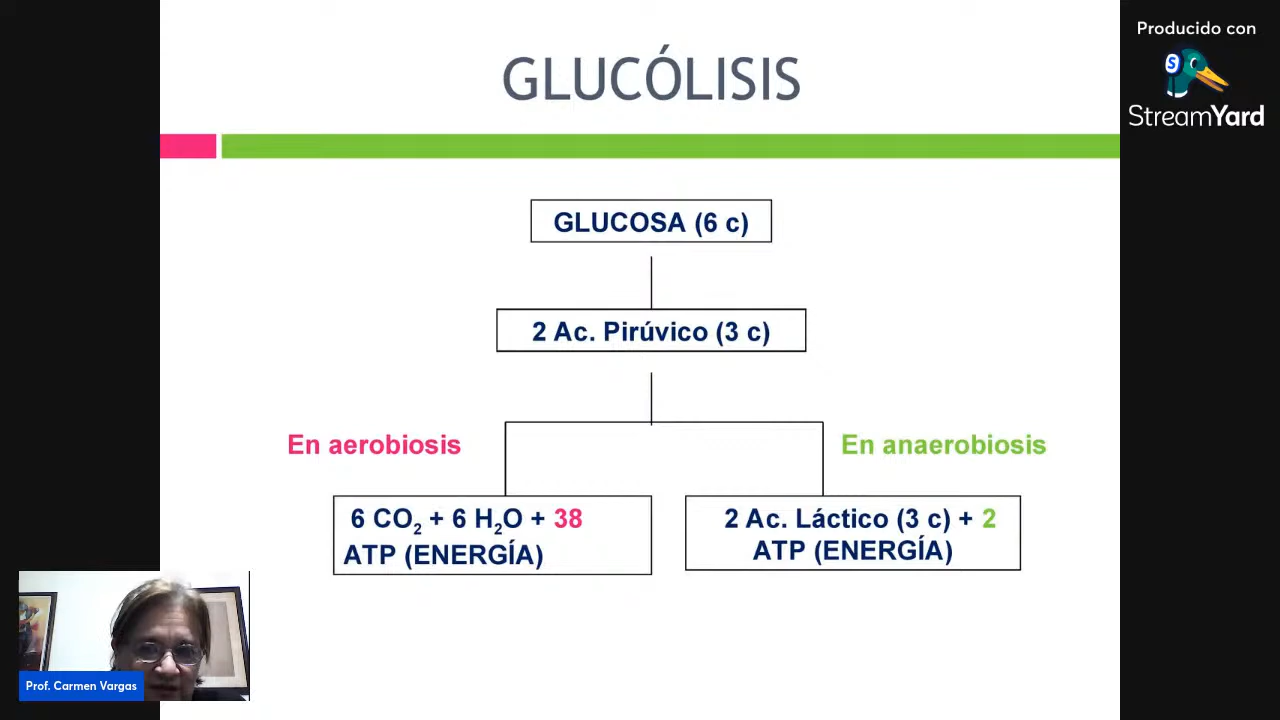 Producido con
StreamYard
GLUCÓLISIS
GLUCOSA (6 c)
2 Ac. Pirúvico (3 c)
En aerobiosis
En anaerobiosis
6 CO₂ + 6 H₂O + 38
ATP (ENERGÍA)
2 Ac. Láctico (3 c) + 2
ATP (ENERGÍA)
Prof. Carmen Vargas